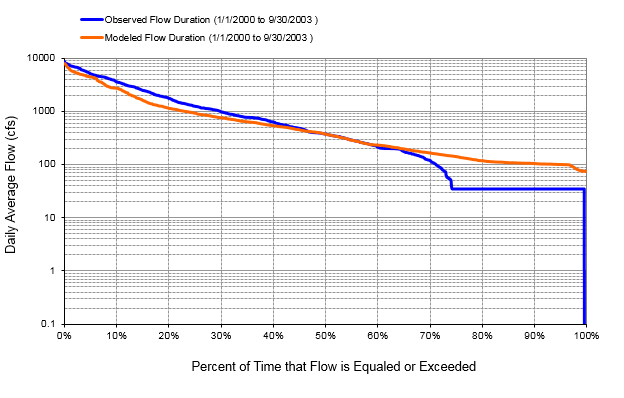 Observed Flow Duration (1/1/2000 to 9/30/2003 )
Modeled Flow Duration (1/1/2000 to 9/30/2003 )
Daily Average Flow (cfs)
10000
1000
100
10
1
0.1
0% 10% 20% 30% 40% 50% 60% 70% 80% 90% 100%
Percent of Time that Flow is Equaled or Exceeded